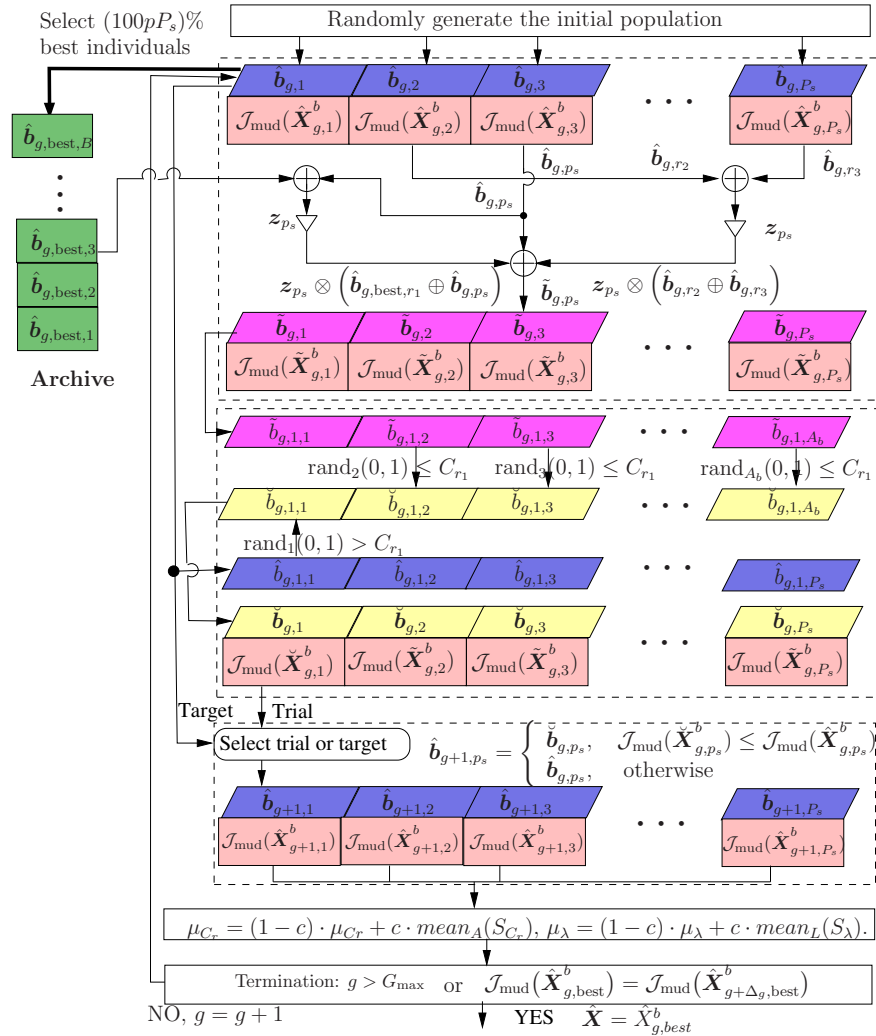 Select (100pP_s)%
best individuals
Randomly generate the initial population
b̂_{g,1} b̂_{g,2} b̂_{g,3} · · · b̂_{g,P_s}
𝒥_mud(X̂^b_{g,1}) 𝒥_mud(X̂^b_{g,2}) 𝒥_mud(X̂^b_{g,3}) 𝒥_mud(X̂^b_{g,P_s})
b̂_{g,best,B}
b̂_{g,p_s} b̂_{g,r_2} b̂_{g,r_3}
b̂_{g,p_s}
z_{p_s} z_{p_s}
b̂_{g,best,3}
b̂_{g,best,2}
b̂_{g,best,1}
Archive
z_{p_s} ⊗ (b̂_{g,best,r_1} ⊕ b̂_{g,p_s}) b̃_{g,p_s} z_{p_s} ⊗ (b̂_{g,r_2} ⊕ b̂_{g,r_3})
b̃_{g,1} b̃_{g,2} b̃_{g,3} · · · b̃_{g,P_s}
𝒥_mud(X̃^b_{g,1}) 𝒥_mud(X̃^b_{g,2}) 𝒥_mud(X̃^b_{g,3}) 𝒥_mud(X̃^b_{g,P_s})
b̃_{g,1,1} b̃_{g,1,2} b̃_{g,1,3} · · · b̃_{g,1,A_b}
rand_2(0, 1) ≤ C_{r_1} rand_3(0, 1) ≤ C_{r_1} rand_{A_b}(0, 1) ≤ C_{r_1}
b̆_{g,1,1} b̆_{g,1,2} b̆_{g,1,3} · · · b̆_{g,1,A_b}
rand_1(0, 1) > C_{r_1}
b̂_{g,1,1} b̂_{g,1,2} b̂_{g,1,3} · · · b̂_{g,1,P_s}
b̆_{g,1} b̆_{g,2} b̆_{g,3} · · · b̆_{g,P_s}
𝒥_mud(X̆^b_{g,1}) 𝒥_mud(X̃^b_{g,2}) 𝒥_mud(X̃^b_{g,3}) 𝒥_mud(X̃^b_{g,P_s})
Target Trial
Select trial or target
b̂_{g+1,p_s} = { b̆_{g,p_s}, 𝒥_mud(X̆^b_{g,p_s}) ≤ 𝒥_mud(X̂^b_{g,p_s})
b̂_{g,p_s}, otherwise
b̂_{g+1,1} b̂_{g+1,2} b̂_{g+1,3} · · · b̂_{g+1,P_s}
𝒥_mud(X̂^b_{g+1,1}) 𝒥_mud(X̂^b_{g+1,2}) 𝒥_mud(X̂^b_{g+1,3}) 𝒥_mud(X̂^b_{g+1,P_s})
μ_{C_r} = (1−c) · μ_{Cr} + c · mean_A(S_{C_r}), μ_λ = (1−c) · μ_λ + c · mean_L(S_λ).
Termination: g > G_max or 𝒥_mud(X̂^b_{g,best}) = 𝒥_mud(X̂^b_{g+Δ_g,best})
NO, g = g + 1 YES X̂ = X̂^b_{g,best}